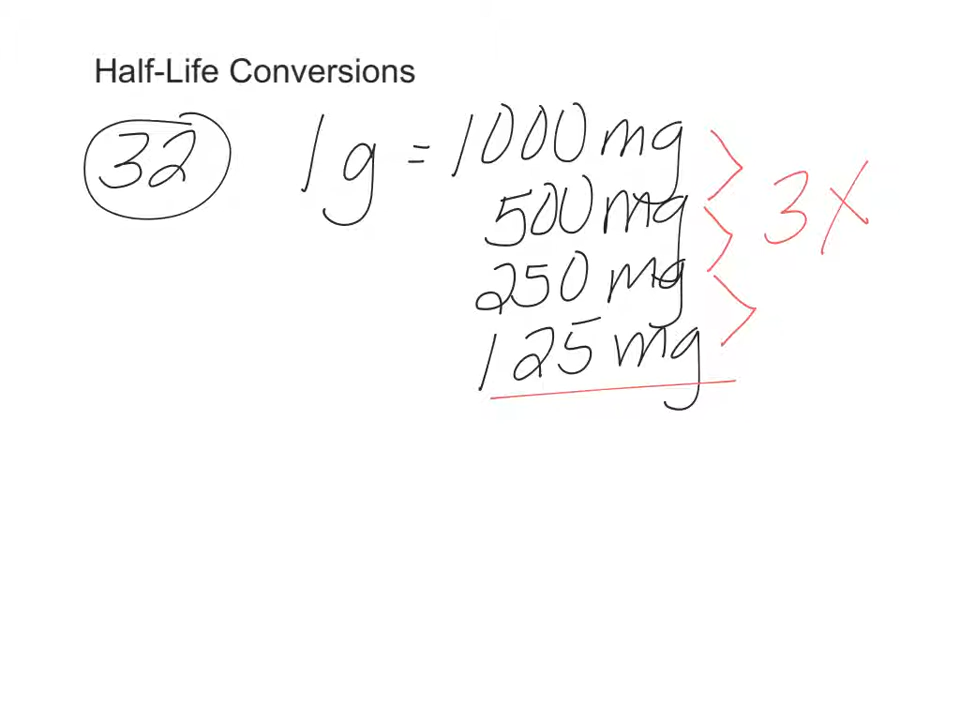 Half-Life Conversions
32 1g = 1000 mg
500 mg
3X
250 mg
125 mg